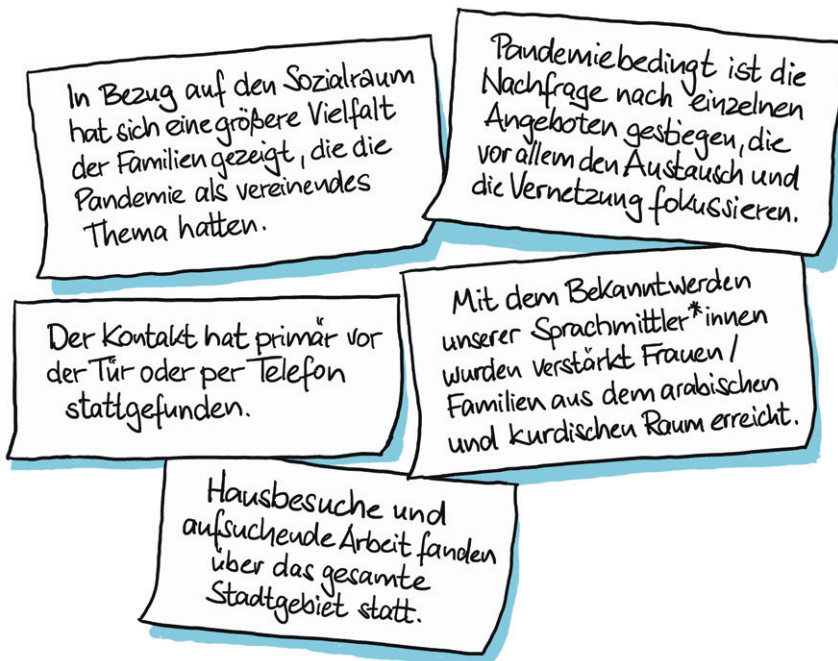 In Bezug auf den Sozialraum
hat sich eine größere Vielfalt
der Familien gezeigt, die die
Pandemie als vereinendes
Thema hatten.
Pandemiebedingt ist die
Nachfrage nach einzelnen
Angeboten gestiegen, die
vor allem den Austausch und
die Vernetzung fokussieren.
Der Kontakt hat primär vor
der Tür oder per Telefon
stattgefunden.
Mit dem Bekanntwerden
unserer Sprachmittler*innen
wurden verstärkt Frauen/
Familien aus dem arabischen
und kurdischen Raum erreicht.
Hausbesuche und
aufsuchende Arbeit fanden
über das gesamte
Stadtgebiet statt.